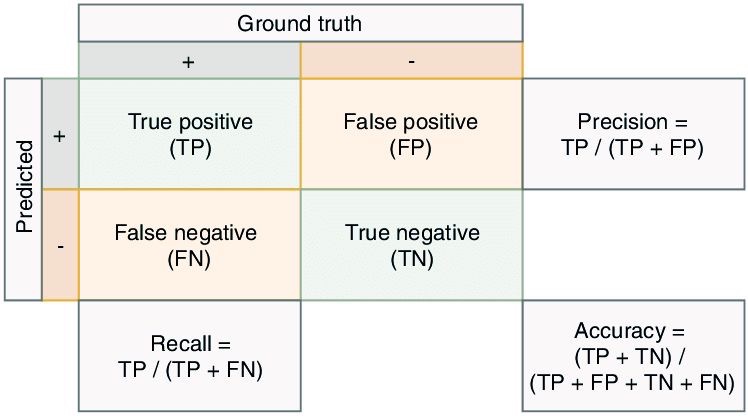 Ground truth
+
-
Predicted
+
True positive
(TP)
False positive
(FP)
Precision =
TP / (TP + FP)
-
False negative
(FN)
True negative
(TN)
Recall =
TP / (TP + FN)
Accuracy =
(TP + TN) /
(TP + FP + TN + FN)